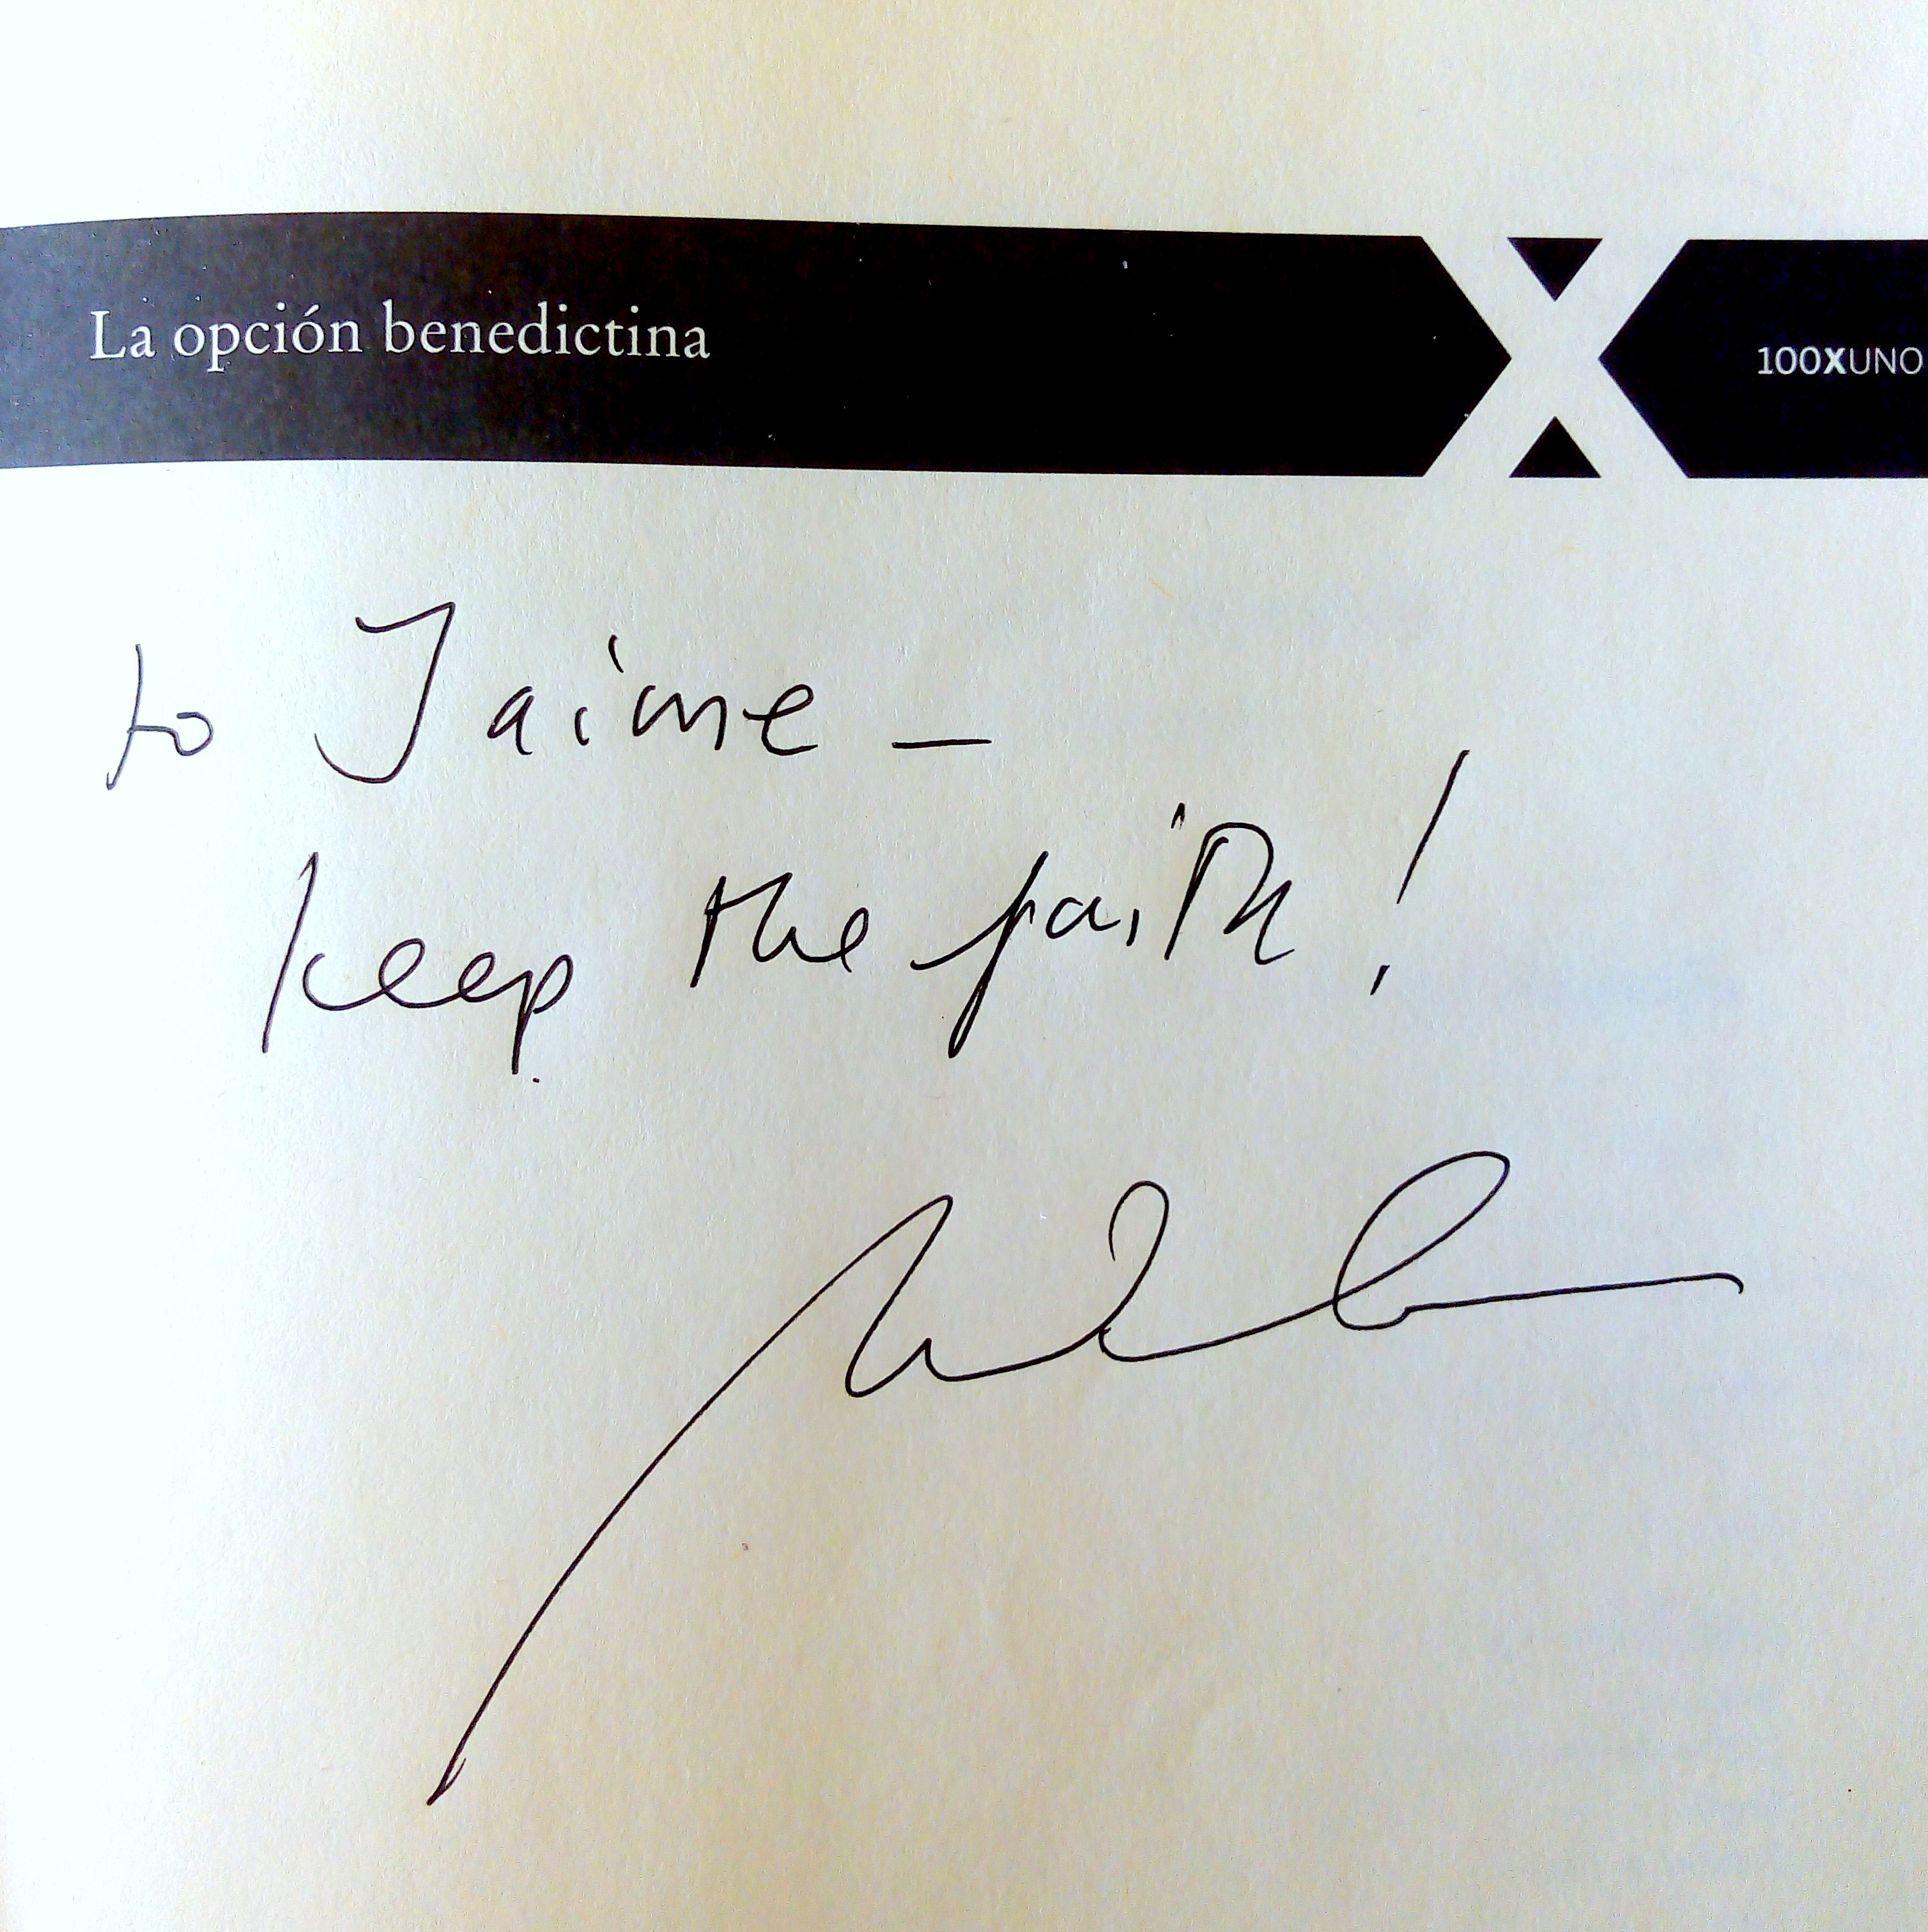 La opción benedictina
100XUNO
to Jaime –
keep the faith!